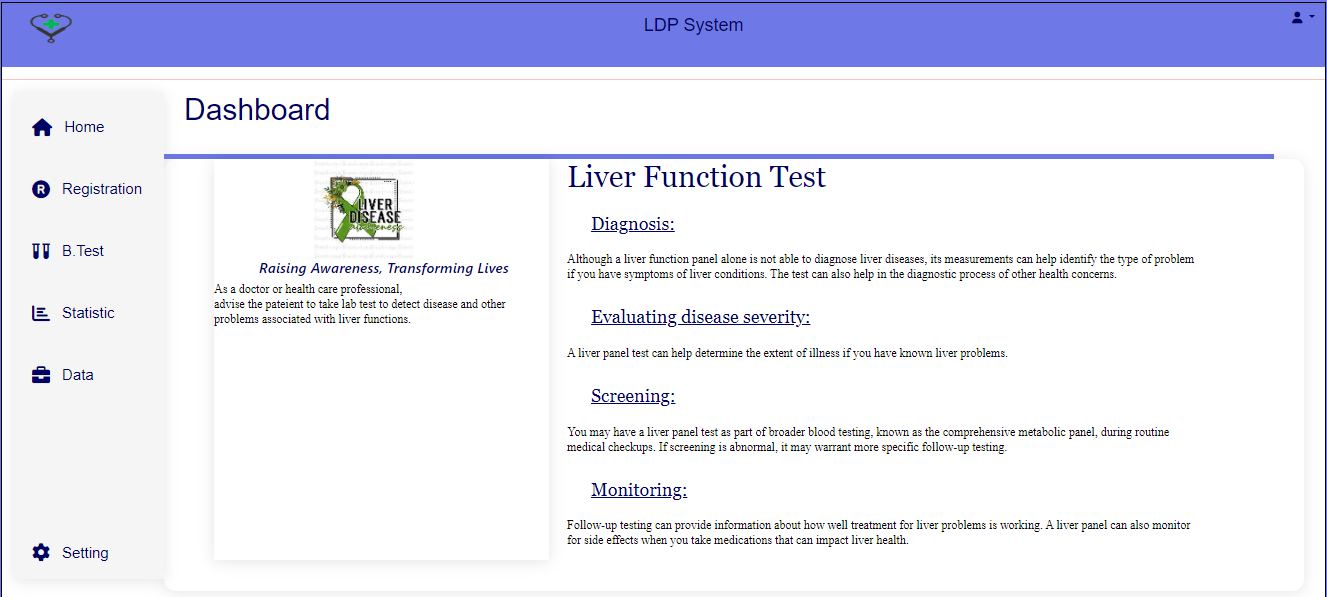 LDP System
Dashboard
Home
Registration
B.Test
Statistic
Data
Setting
LIVER
DISEASE
awareness
Raising Awareness, Transforming Lives
As a doctor or health care professional,
advise the pateient to take lab test to detect disease and other
problems associated with liver functions.
Liver Function Test
Diagnosis:
Although a liver function panel alone is not able to diagnose liver diseases, its measurements can help identify the type of problem
if you have symptoms of liver conditions. The test can also help in the diagnostic process of other health concerns.
Evaluating disease severity:
A liver panel test can help determine the extent of illness if you have known liver problems.
Screening:
You may have a liver panel test as part of broader blood testing, known as the comprehensive metabolic panel, during routine
medical checkups. If screening is abnormal, it may warrant more specific follow-up testing.
Monitoring:
Follow-up testing can provide information about how well treatment for liver problems is working. A liver panel can also monitor
for side effects when you take medications that can impact liver health.